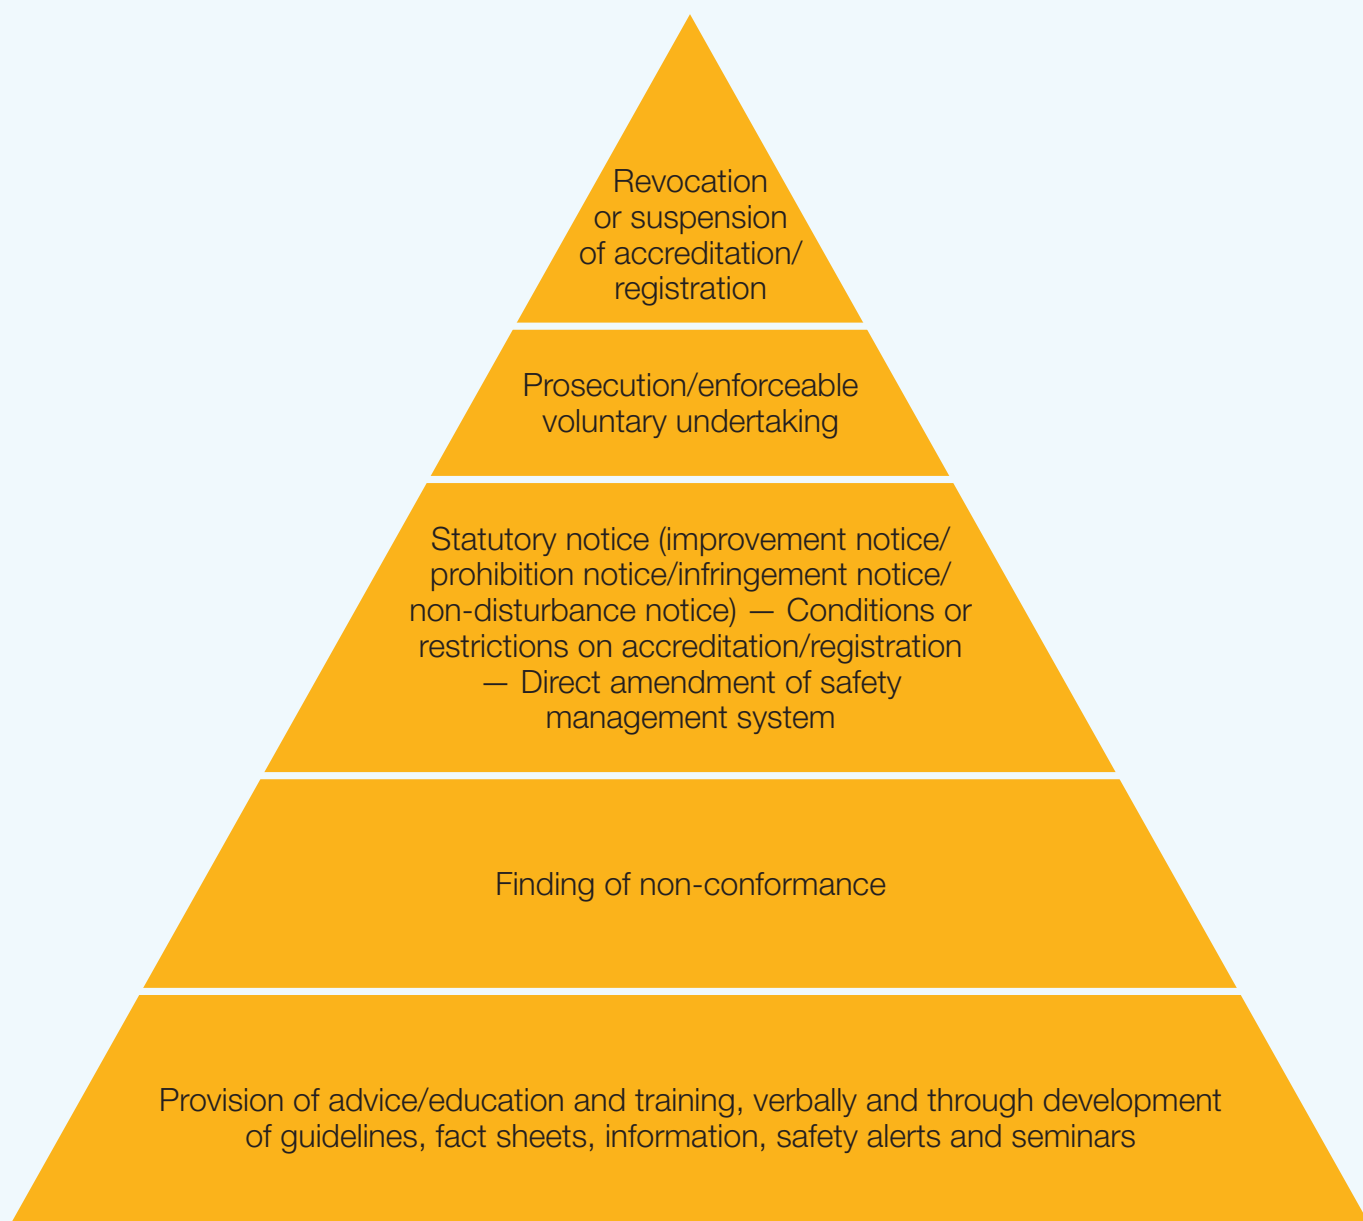 Revocation
or suspension
of accreditation/
registration
Prosecution/enforceable
voluntary undertaking
Statutory notice (improvement notice/
prohibition notice/infringement notice/
non-disturbance notice) — Conditions or
restrictions on accreditation/registration
— Direct amendment of safety
management system
Finding of non-conformance
Provision of advice/education and training, verbally and through development
of guidelines, fact sheets, information, safety alerts and seminars